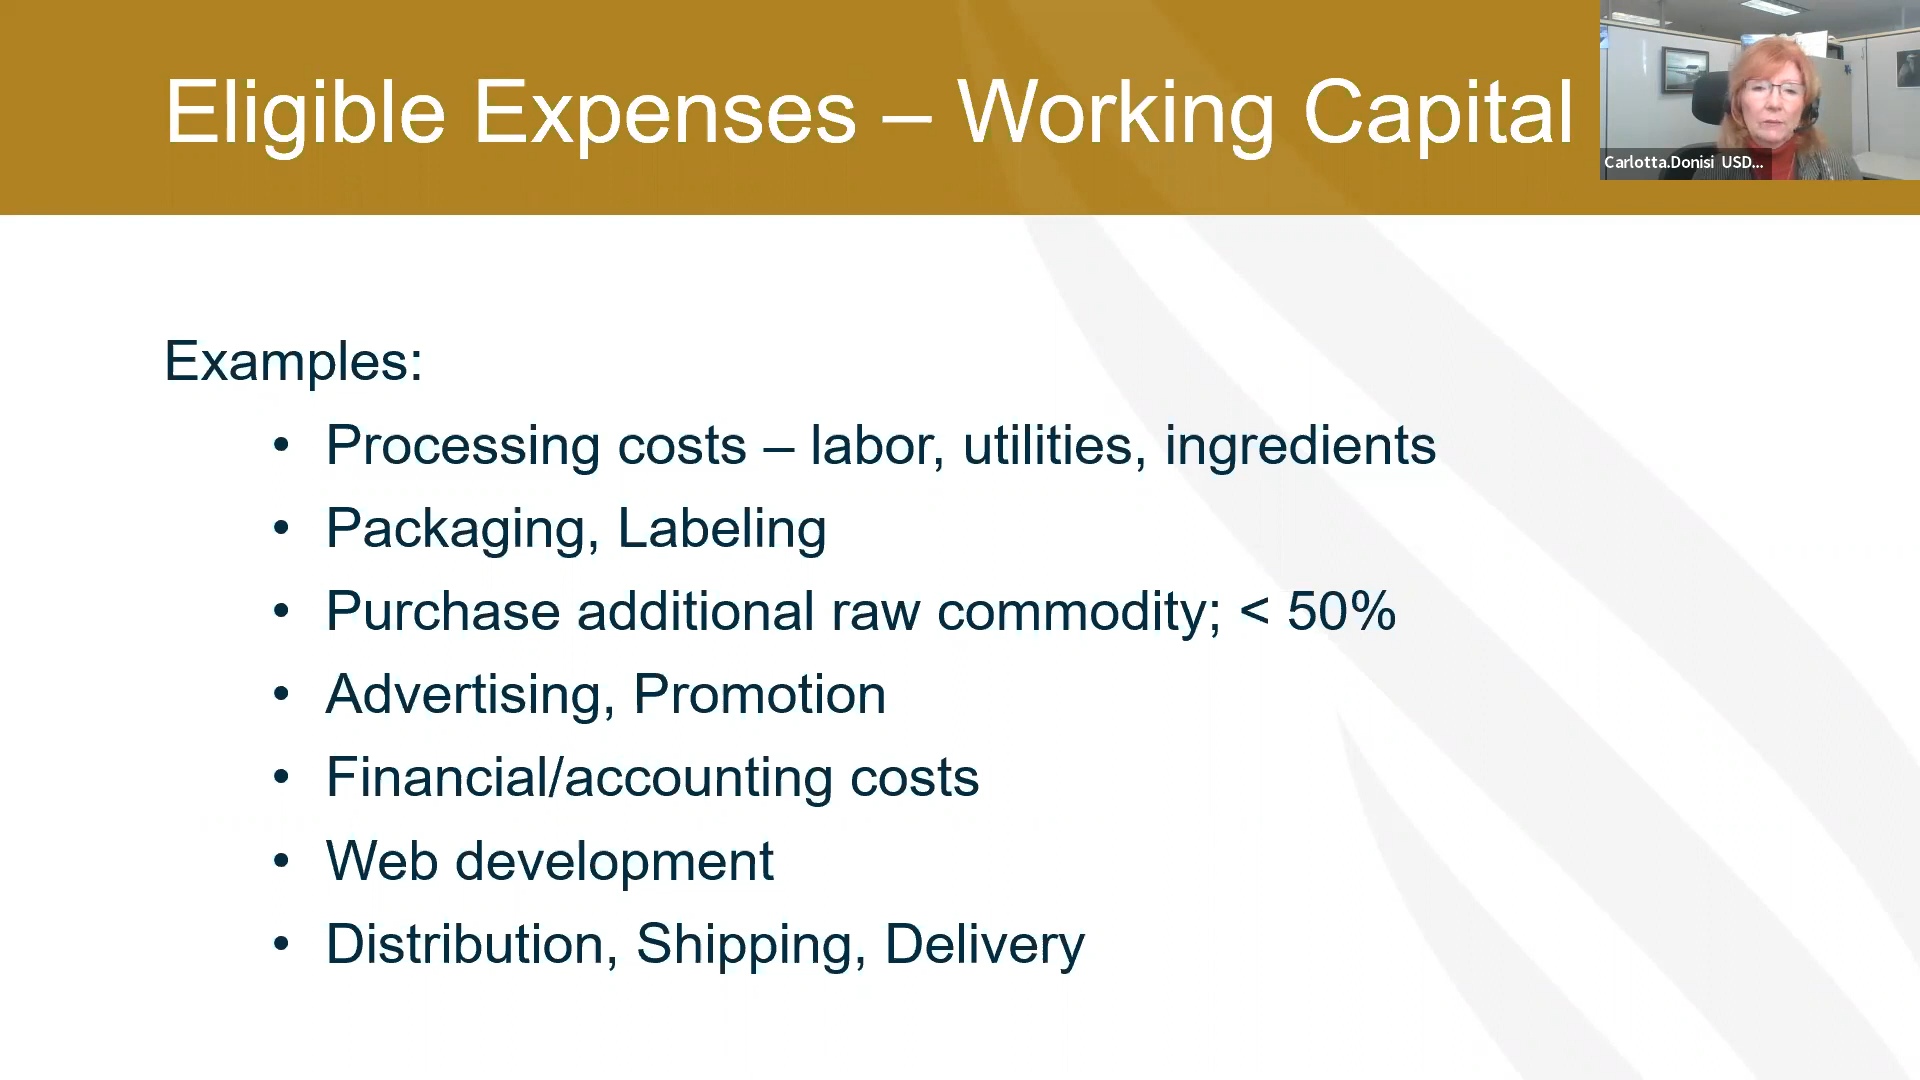 Eligible Expenses – Working Capital
Carlotta.Donisi USD...
Examples:
• Processing costs – labor, utilities, ingredients
• Packaging, Labeling
• Purchase additional raw commodity; < 50%
• Advertising, Promotion
• Financial/accounting costs
• Web development
• Distribution, Shipping, Delivery